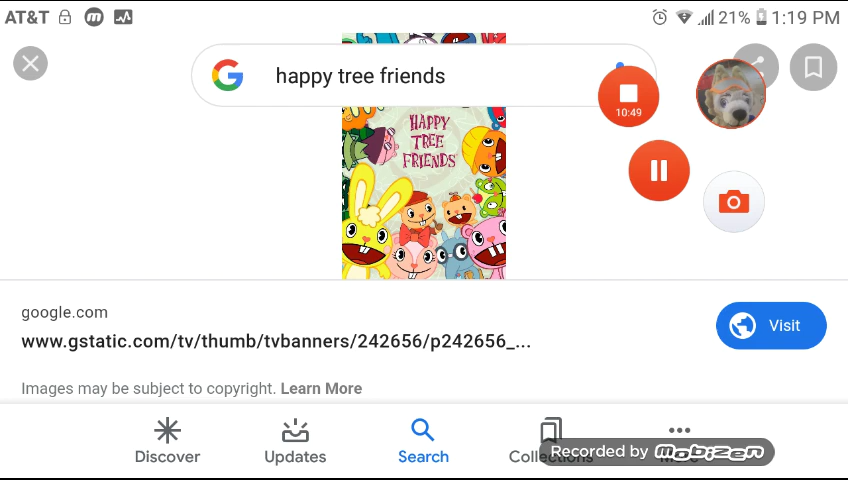 AT&T 21% 1:19 PM
happy tree friends
10:49
HAPPY
TREE
FRIENDS
google.com
www.gstatic.com/tv/thumb/tvbanners/242656/p242656_...
Visit
Images may be subject to copyright. Learn More
Discover Updates Search
Recorded by mobizen